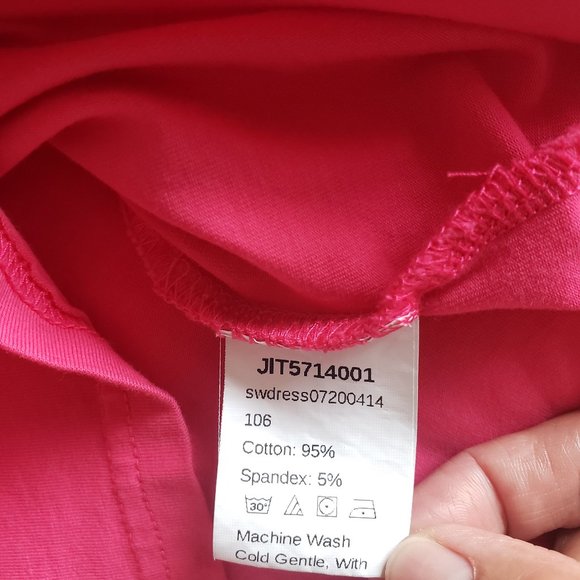 JIT5714001
swdress07200414
106
Cotton: 95%
Spandex: 5%
30°
Machine Wash
Cold Gentle, With